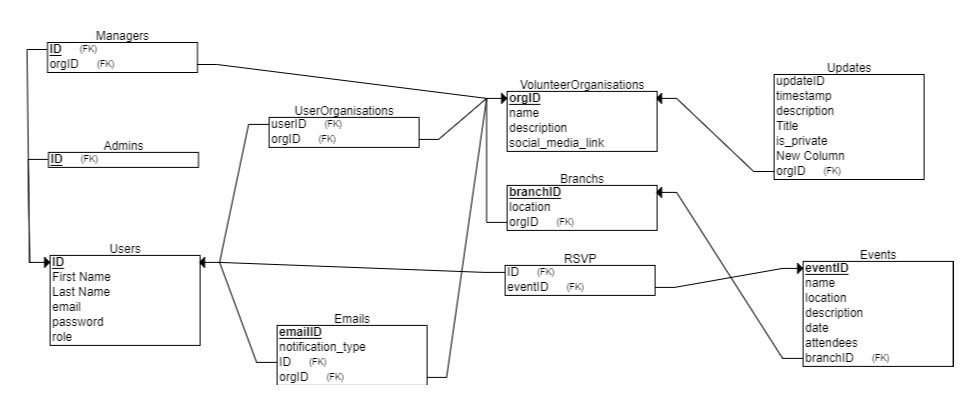 Managers
ID (FK)
orgID (FK)
Admins
ID (FK)
Users
ID
First Name
Last Name
email
password
role
UserOrganisations
userID (FK)
orgID (FK)
Emails
emailID
notification_type
ID (FK)
orgID (FK)
VolunteerOrganisations
orgID
name
description
social_media_link
Branchs
branchID
location
orgID (FK)
RSVP
ID (FK)
eventID (FK)
Updates
updateID
timestamp
description
Title
is_private
New Column
orgID (FK)
Events
eventID
name
location
description
date
attendees
branchID (FK)